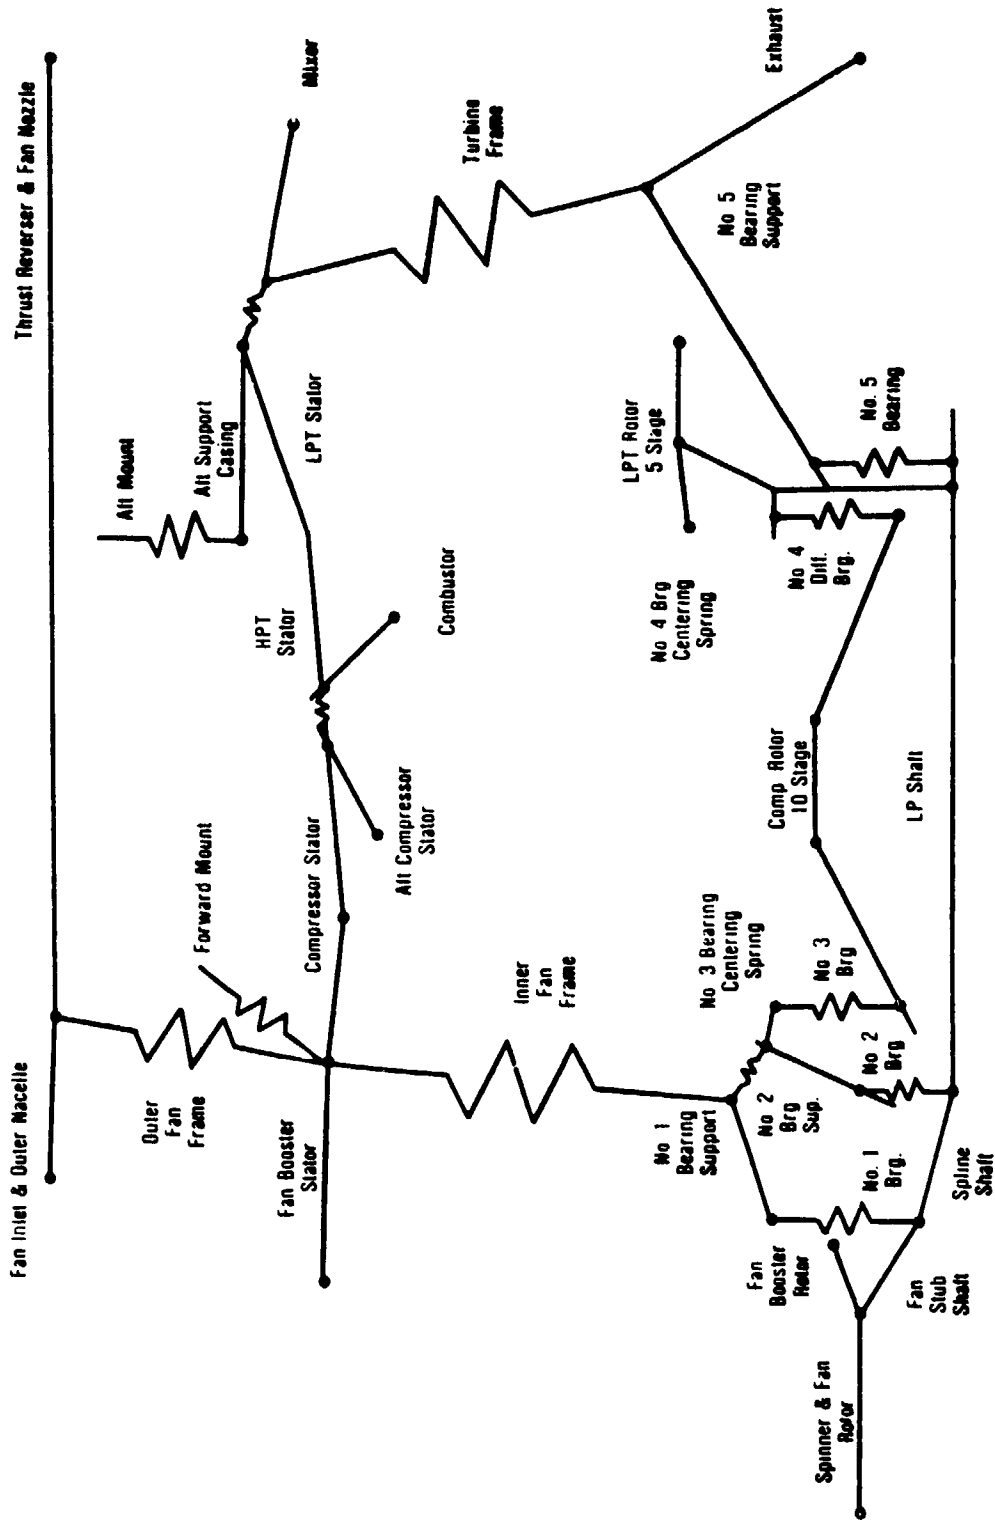 Fan Inlet & Outer Nacelle
Thrust Reverser & Fan Nozzle
Outer
Fan
Frame
Forward Mount
Aft Mount
Aft Support
Casing
Mixer
Fan Booster
Stator
Compressor Stator
HPT
Stator
LPT Stator
Aft Compressor
Stator
Combustor
Turbine
Frame
Inner
Fan
Frame
Exhaust
No 1
Bearing
Support
No 3 Bearing
Centering
Spring
No 4 Brg
Centering
Spring
LPT Rotor
5 Stage
No 5
Bearing
Support
Fan
Booster
Rotor
No 2
Brg
Sup.
No 3
Brg
Comp Rotor
10 Stage
No 4
Diff.
Brg.
Spinner & Fan
Rotor
No. 1
Brg.
No 2
Brg
No. 5
Bearing
Fan
Stub
Shaft
Spline
Shaft
LP Shaft